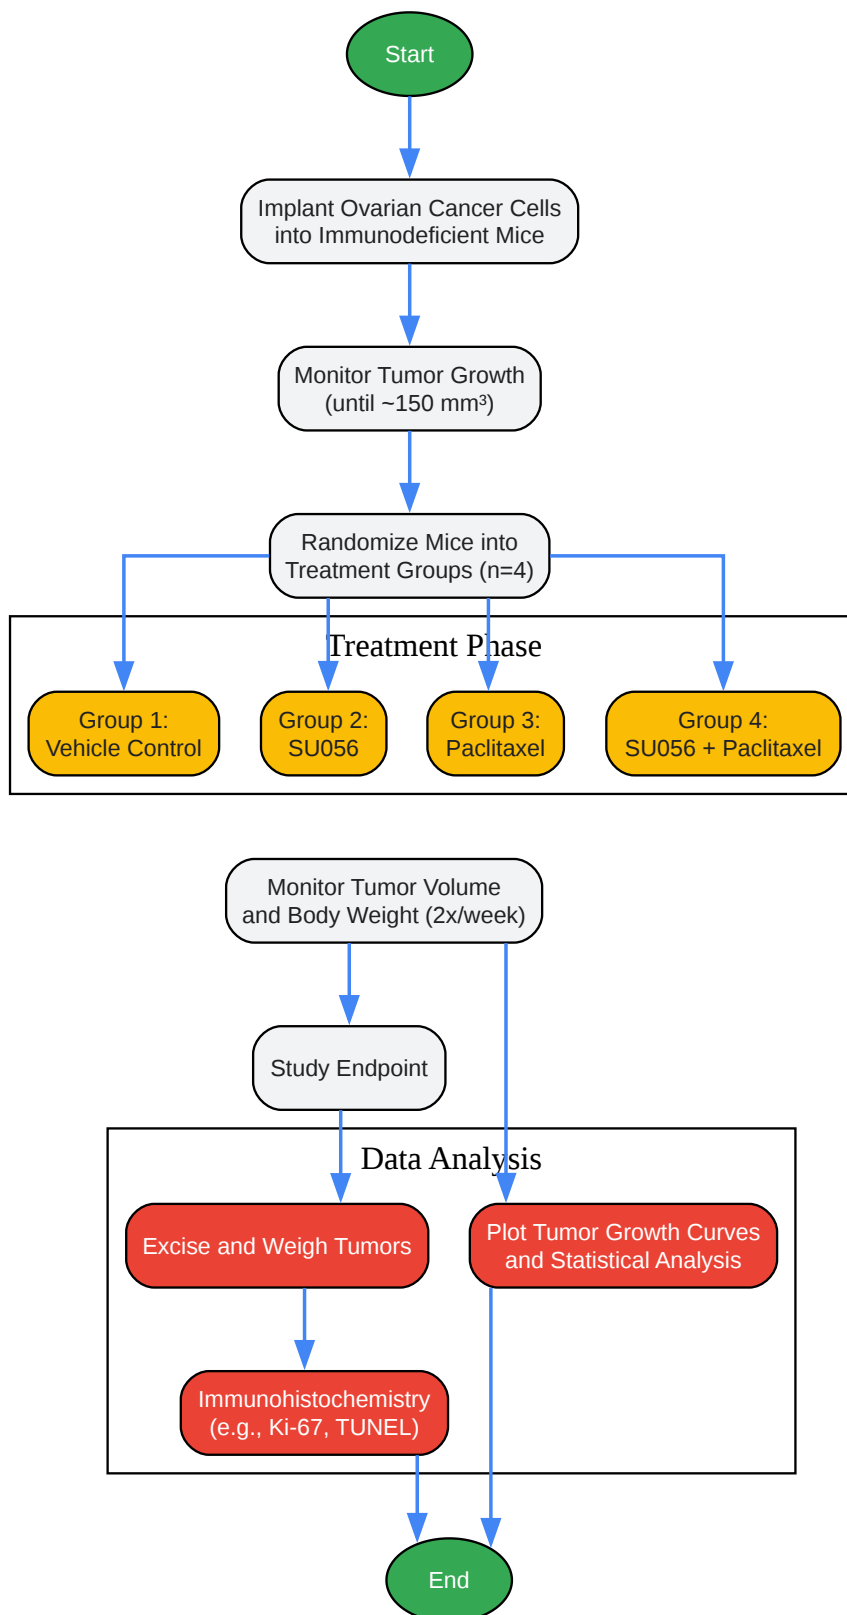 Start
Implant Ovarian Cancer Cells
into Immunodeficient Mice
Monitor Tumor Growth
(until ~150 mm³)
Randomize Mice into
Treatment Groups (n=4)
Treatment Phase
Group 1:
Vehicle Control
Group 2:
SU056
Group 3:
Paclitaxel
Group 4:
SU056 + Paclitaxel
Monitor Tumor Volume
and Body Weight (2x/week)
Study Endpoint
Data Analysis
Excise and Weigh Tumors
Plot Tumor Growth Curves
and Statistical Analysis
Immunohistochemistry
(e.g., Ki-67, TUNEL)
End